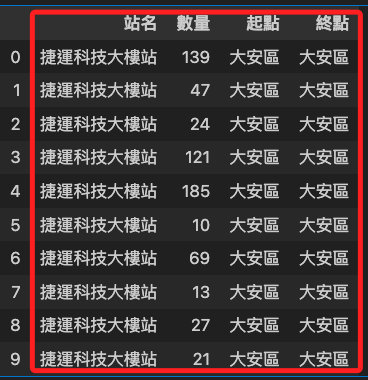 站名 數量 起點 終點
0 捷運科技大樓站 139 大安區 大安區
1 捷運科技大樓站 47 大安區 大安區
2 捷運科技大樓站 24 大安區 大安區
3 捷運科技大樓站 121 大安區 大安區
4 捷運科技大樓站 185 大安區 大安區
5 捷運科技大樓站 10 大安區 大安區
6 捷運科技大樓站 69 大安區 大安區
7 捷運科技大樓站 13 大安區 大安區
8 捷運科技大樓站 27 大安區 大安區
9 捷運科技大樓站 21 大安區 大安區